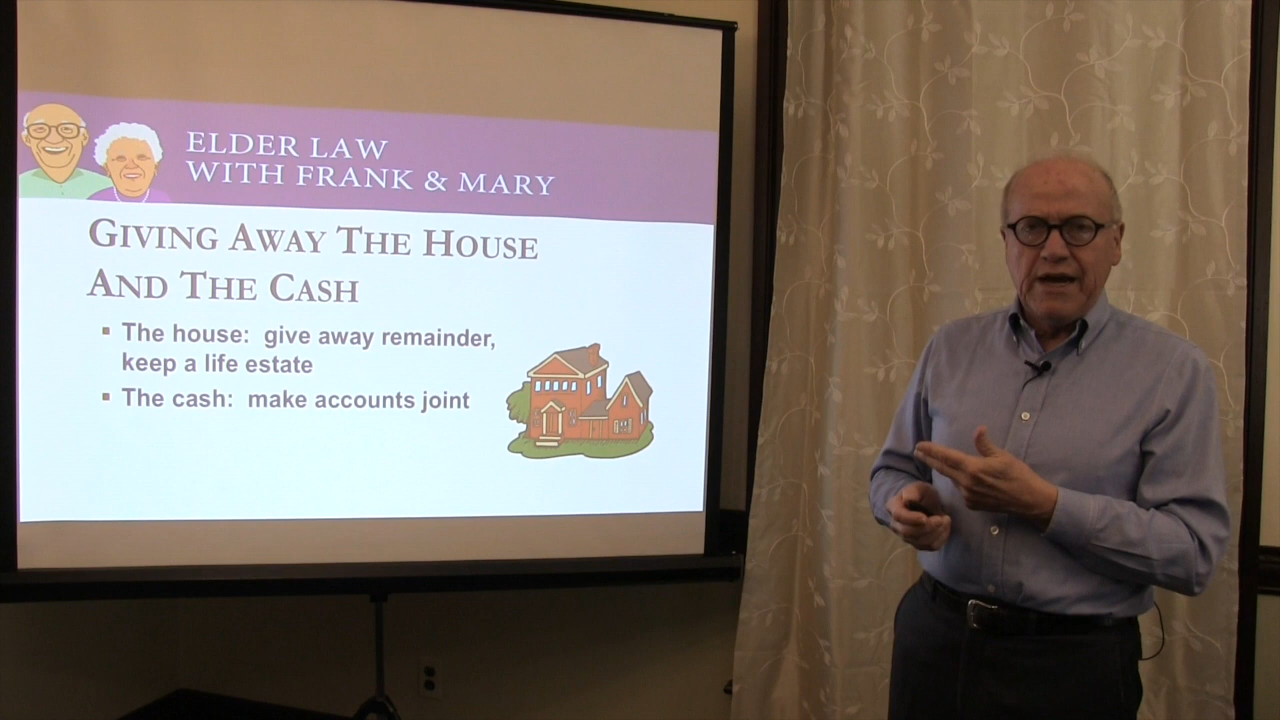 ELDER LAW
WITH FRANK & MARY
GIVING AWAY THE HOUSE
AND THE CASH
▪ The house: give away remainder,
keep a life estate
▪ The cash: make accounts joint